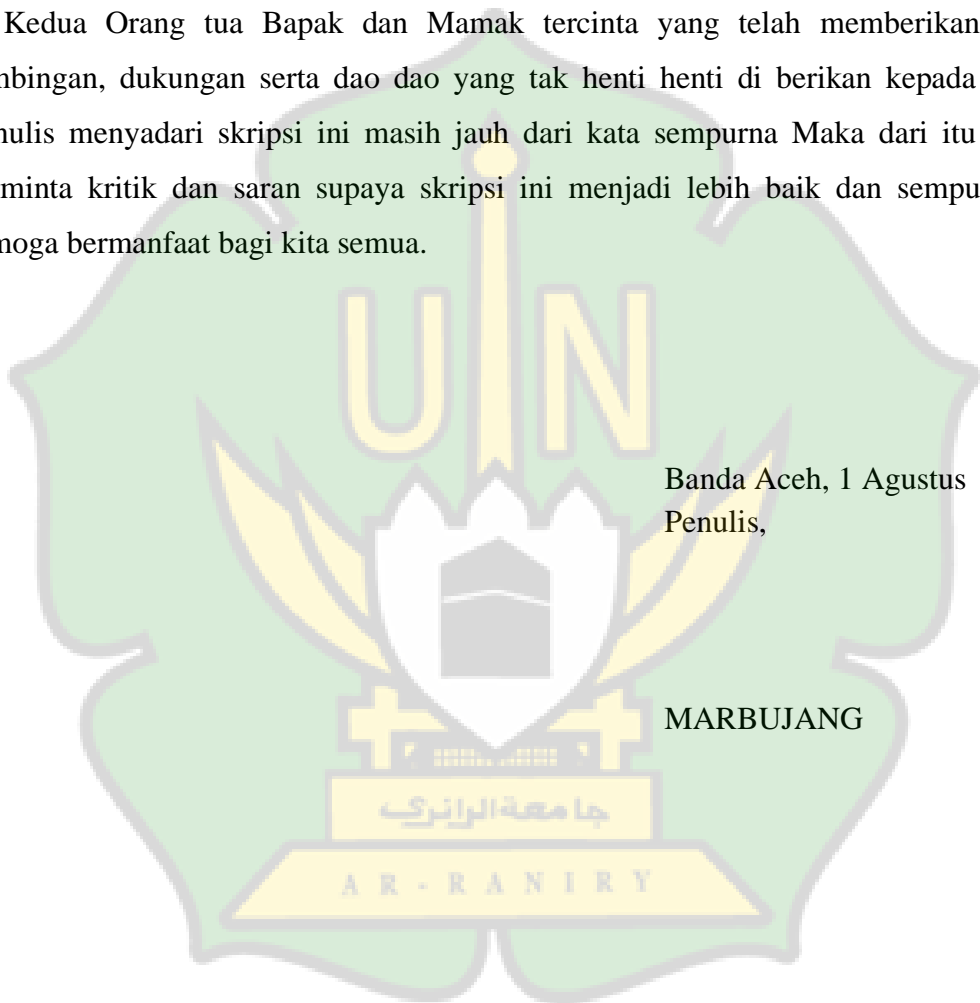 Kedua Orang tua Bapak dan Mamak tercinta yang telah memberikan
mbingan, dukungan serta dao dao yang tak henti henti di berikan kepada
nulis menyadari skripsi ini masih jauh dari kata sempurna Maka dari itu
minta kritik dan saran supaya skripsi ini menjadi lebih baik dan sempu
moga bermanfaat bagi kita semua.
UIN
Banda Aceh, 1 Agustus
Penulis,
MARBUJANG
جامعة الرانري
AR-RANIRY